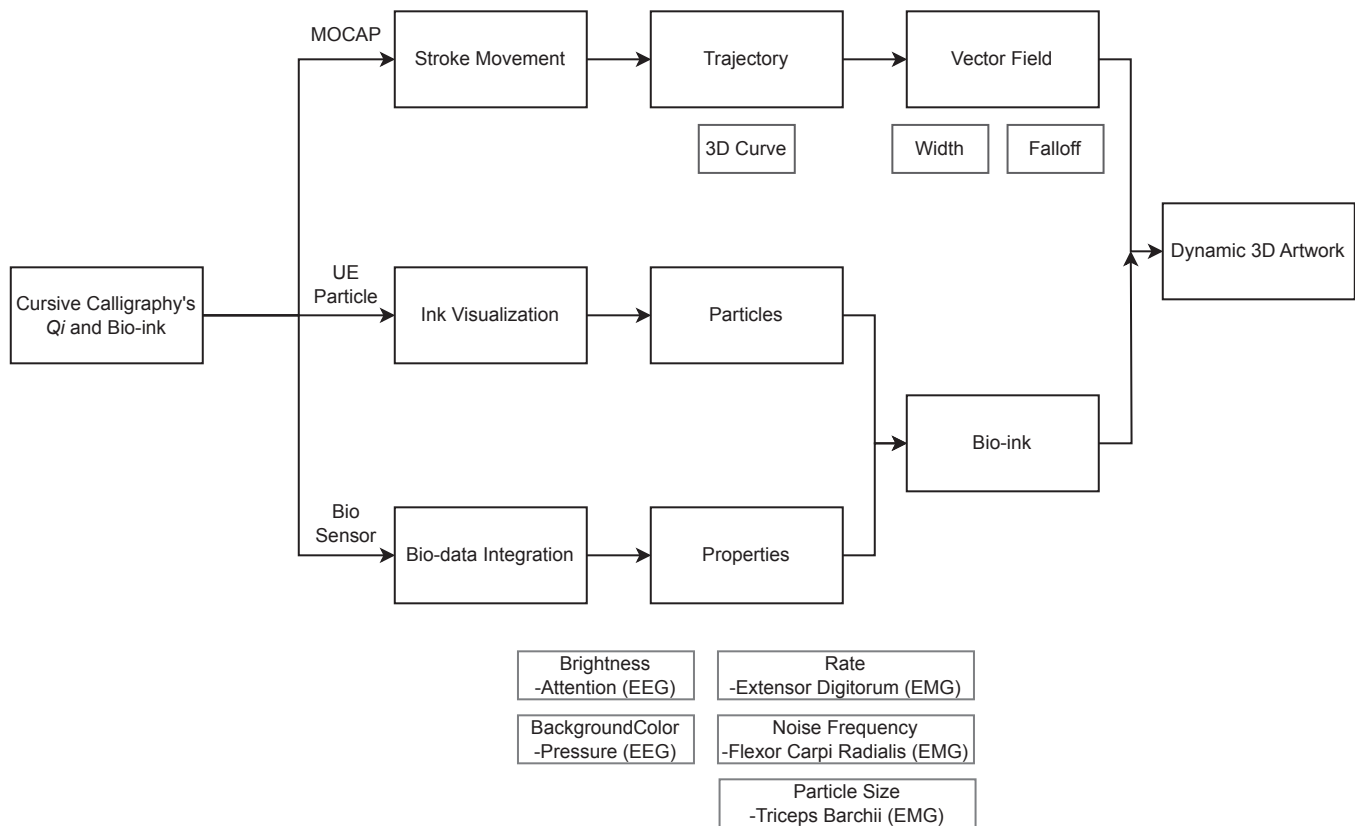 MOCAP
Stroke Movement
Trajectory
Vector Field
3D Curve
Width
Falloff
Dynamic 3D Artwork
Cursive Calligraphy's
Qi and Bio-ink
UE
Particle
Ink Visualization
Particles
Bio-ink
Bio
Sensor
Bio-data Integration
Properties
Brightness
-Attention (EEG)
Rate
-Extensor Digitorum (EMG)
BackgroundColor
-Pressure (EEG)
Noise Frequency
-Flexor Carpi Radialis (EMG)
Particle Size
-Triceps Barchii (EMG)